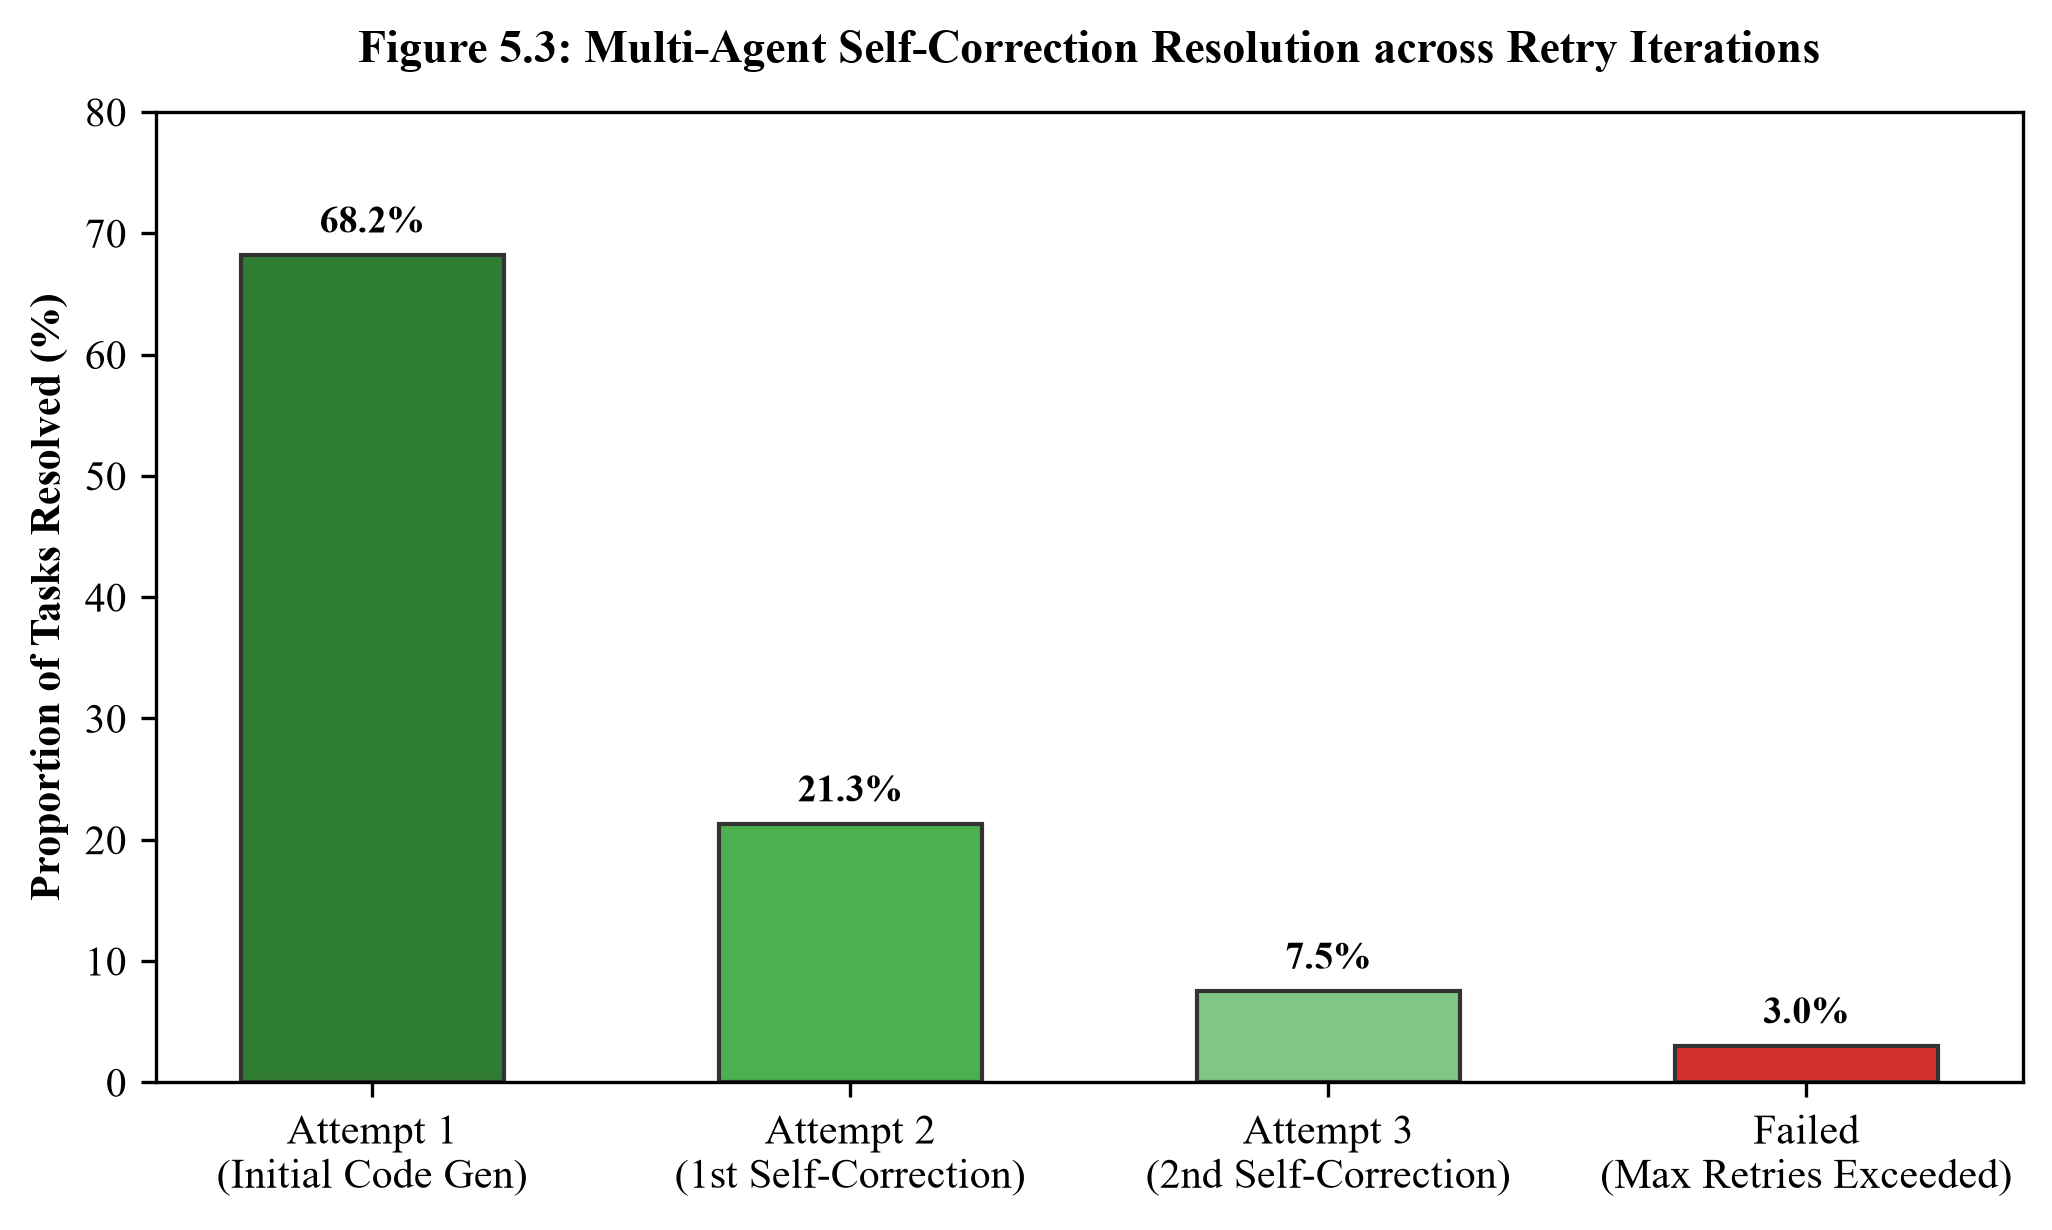 Figure 5.3: Multi-Agent Self-Correction Resolution across Retry Iterations
Proportion of Tasks Resolved (%)
80
70
60
50
40
30
20
10
0
68.2%
21.3%
7.5%
3.0%
Attempt 1
(Initial Code Gen)
Attempt 2
(1st Self-Correction)
Attempt 3
(2nd Self-Correction)
Failed
(Max Retries Exceeded)